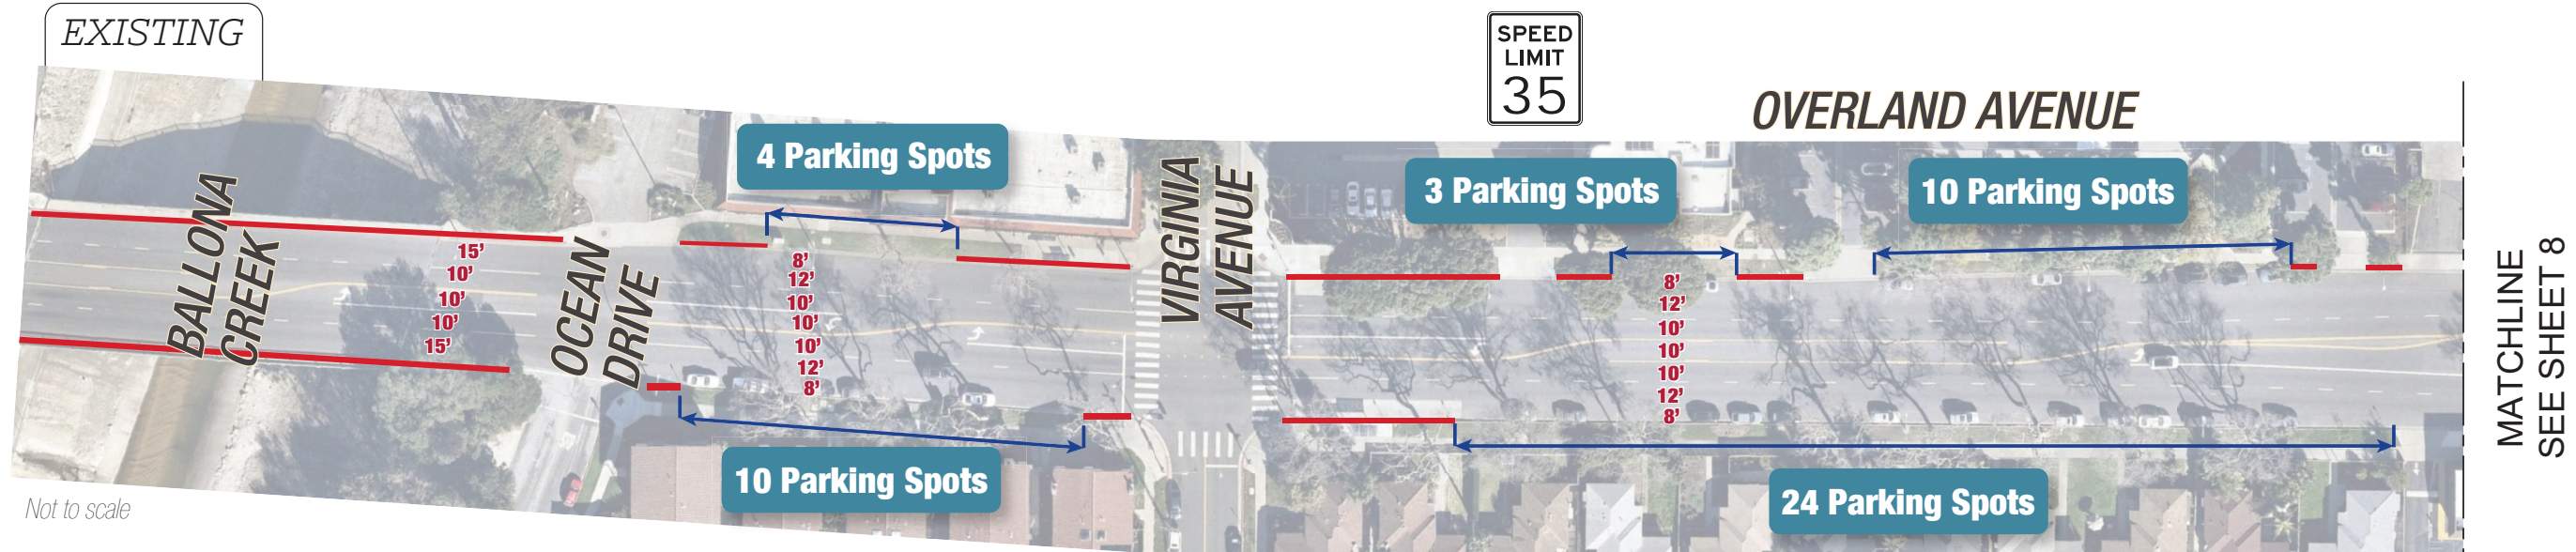 EXISTING
SPEED
LIMIT
35
OVERLAND AVENUE
4 Parking Spots
3 Parking Spots
10 Parking Spots
BALLONA
CREEK
15’
10’
10’
10’
15’
OCEAN
DRIVE
8’
12’
10’
10’
10’
12’
8’
VIRGINIA
AVENUE
8’
12’
10’
10’
10’
12’
8’
10 Parking Spots
24 Parking Spots
Not to scale
MATCHLINE
SEE SHEET 8